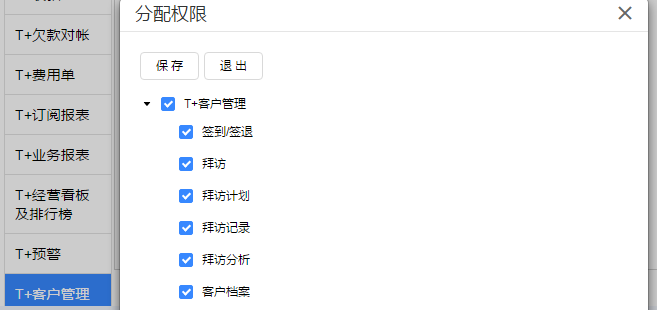 分配权限
T+欠款对帐
T+费用单
T+订阅报表
T+业务报表
T+经营看板
及排行榜
T+预警
T+客户管理
保 存
退 出
T+客户管理
签到/签退
拜访
拜访计划
拜访记录
拜访分析
客户档案